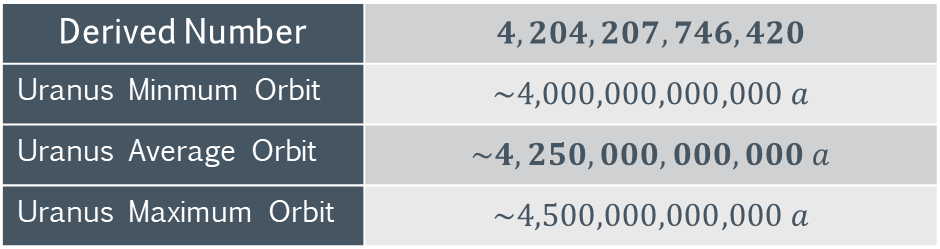 Derived Number 4, 204, 207, 746, 420
Uranus Minmum Orbit ~4,000,000,000,000 a
Uranus Average Orbit ~4, 250, 000, 000, 000 a
Uranus Maximum Orbit ~4,500,000,000,000 a